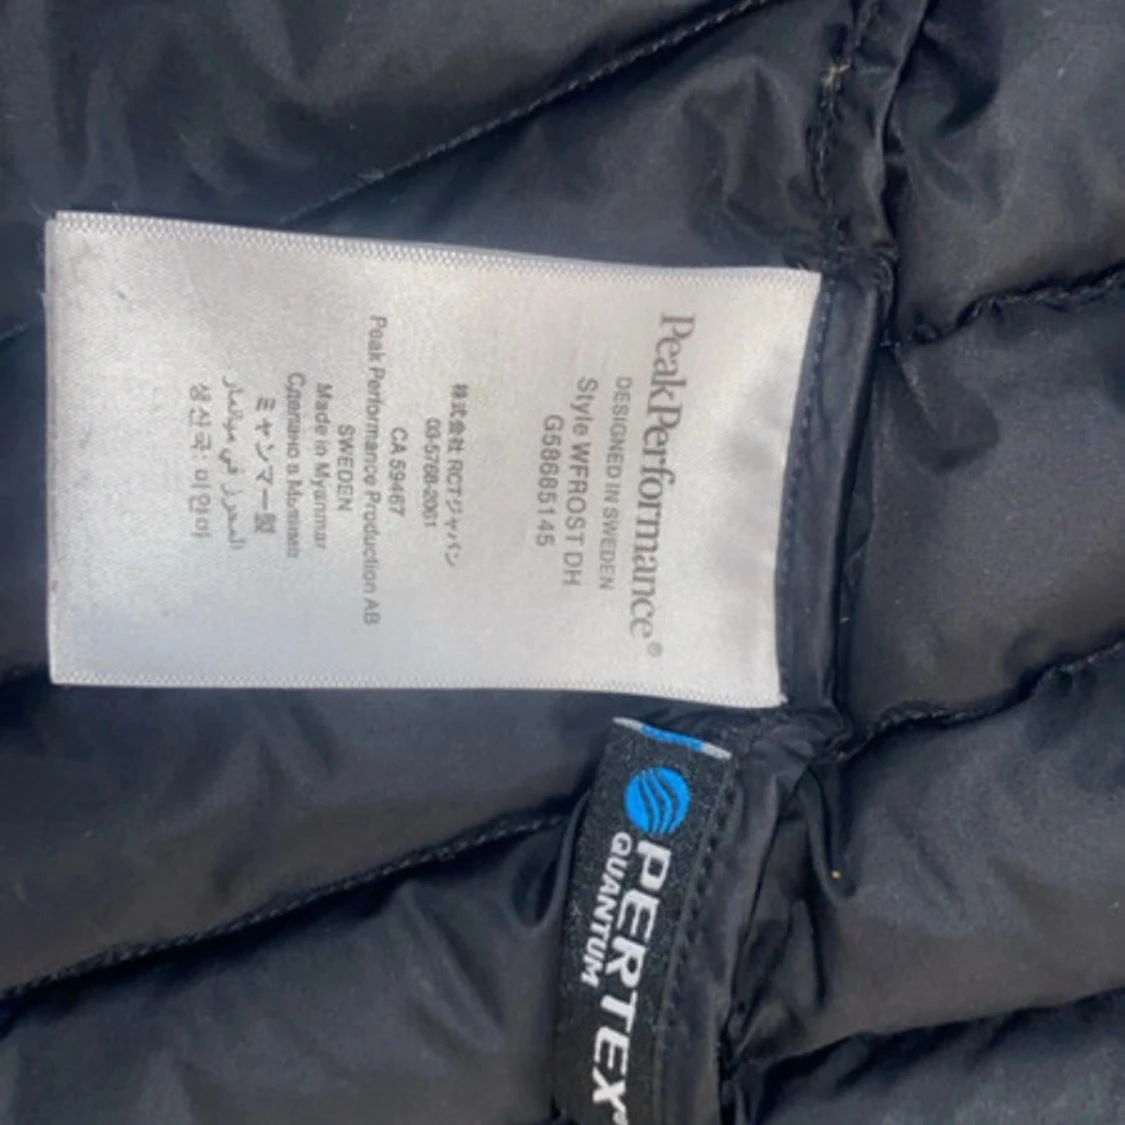 PeakPerformance®
DESIGNED IN SWEDEN
Style WFROST DH
G58685145
株式会社 RCTジャパン
03-5768-2061
CA 59467
Peak Performance Production AB
SWEDEN
Made in Myanmar
Сделано в Мьянме
ミャンマー製
المحرز في ميانمار
생산국: 미얀마
PERTEX
QUANTUM